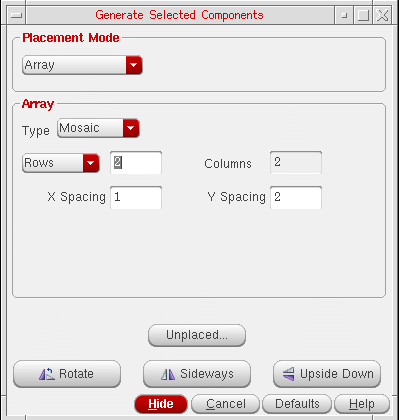 Generate Selected Components
Placement Mode
Array
Array
Type Mosaic
Rows 2 Columns 2
X Spacing 1 Y Spacing 2
Unplaced...
Rotate Sideways Upside Down
Hide Cancel Defaults Help